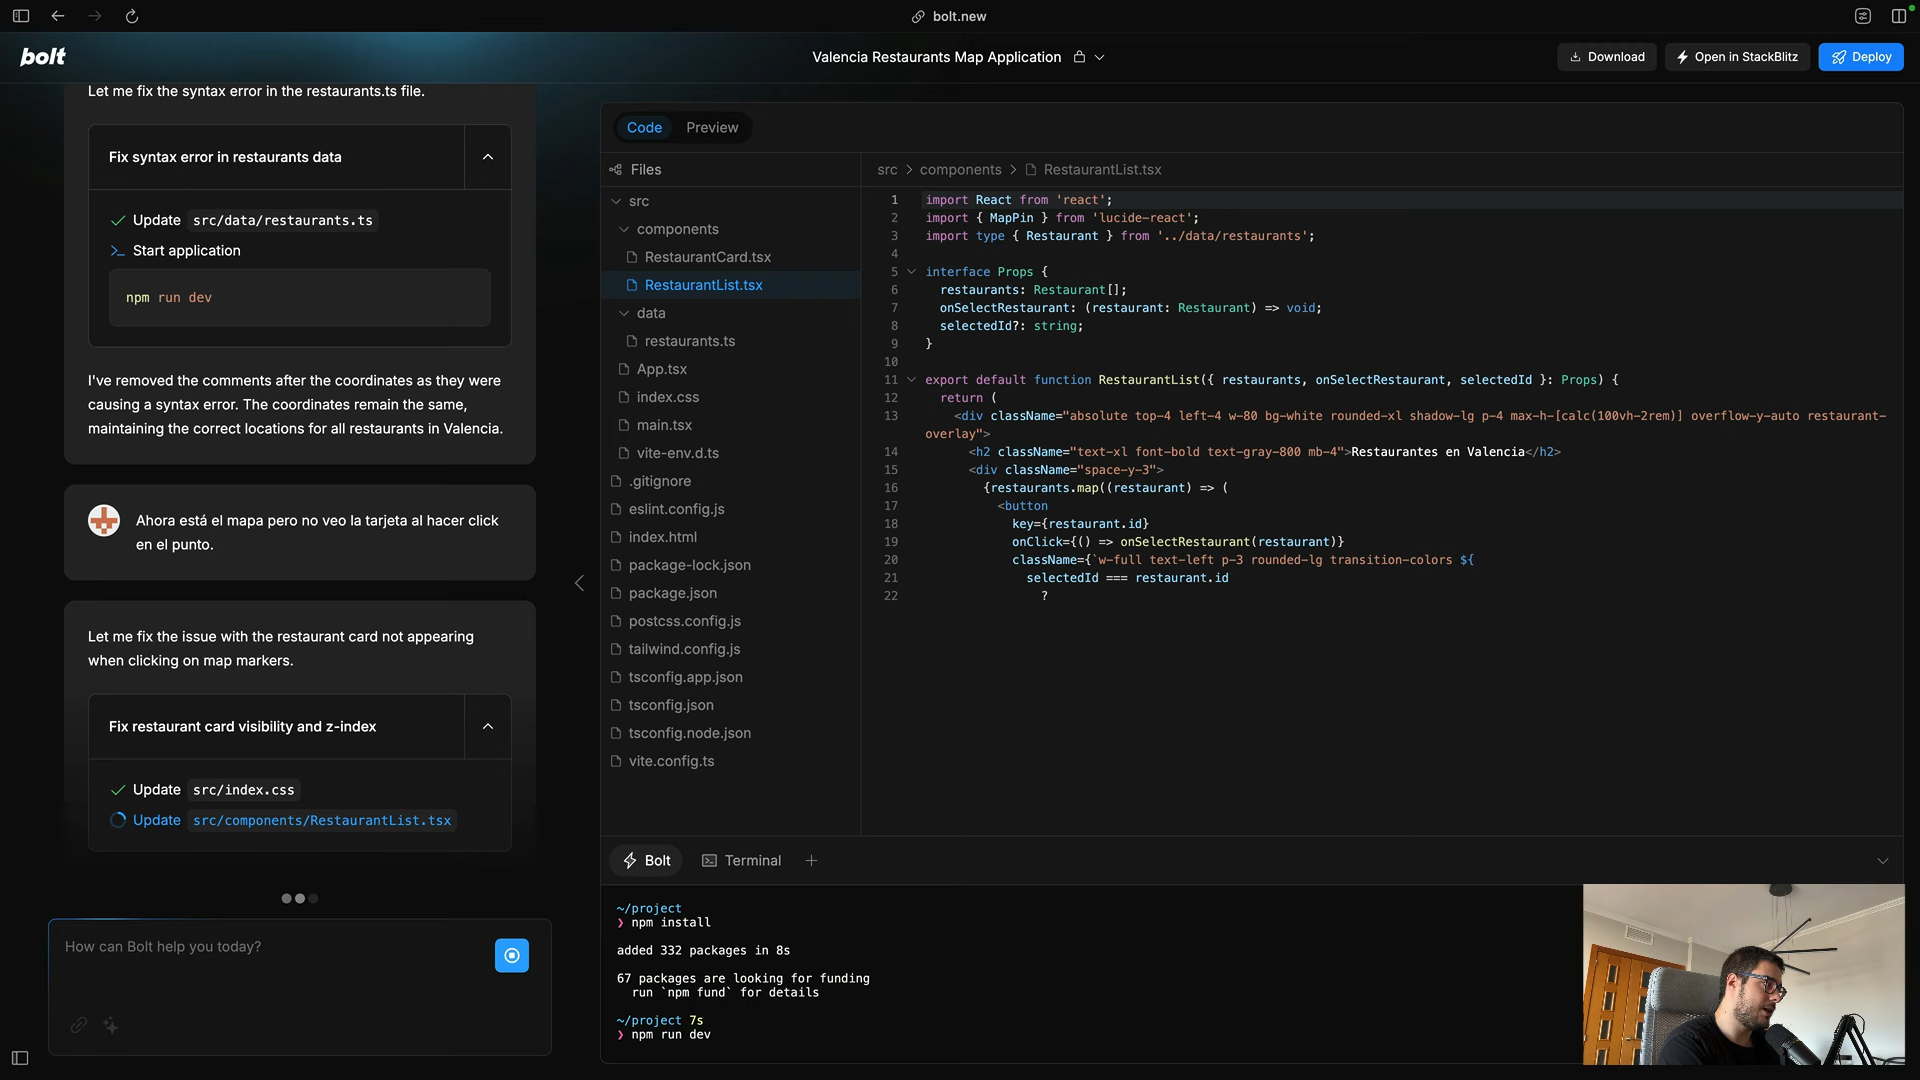 bolt.new
bolt
Valencia Restaurants Map Application
Download
Open in StackBlitz
Deploy
Let me fix the syntax error in the restaurants.ts file.
Fix syntax error in restaurants data
Update src/data/restaurants.ts
Start application
npm run dev
I've removed the comments after the coordinates as they were
causing a syntax error. The coordinates remain the same,
maintaining the correct locations for all restaurants in Valencia.
Ahora está el mapa pero no veo la tarjeta al hacer click
en el punto.
Let me fix the issue with the restaurant card not appearing
when clicking on map markers.
Fix restaurant card visibility and z-index
Update src/index.css
Update src/components/RestaurantList.tsx
How can Bolt help you today?
Code
Preview
Files
src
components
RestaurantCard.tsx
RestaurantList.tsx
data
restaurants.ts
App.tsx
index.css
main.tsx
vite-env.d.ts
.gitignore
eslint.config.js
index.html
package-lock.json
package.json
postcss.config.js
tailwind.config.js
tsconfig.app.json
tsconfig.json
tsconfig.node.json
vite.config.ts
src > components > RestaurantList.tsx
1 import React from 'react';
2 import { MapPin } from 'lucide-react';
3 import type { Restaurant } from '../data/restaurants';
4
5 interface Props {
6 restaurants: Restaurant[];
7 onSelectRestaurant: (restaurant: Restaurant) => void;
8 selectedId?: string;
9 }
10
11 export default function RestaurantList({ restaurants, onSelectRestaurant, selectedId }: Props) {
12 return (
13 <div className="absolute top-4 left-4 w-80 bg-white rounded-xl shadow-lg p-4 max-h-[calc(100vh-2rem)] overflow-y-auto restaurant-
overlay">
14 <h2 className="text-xl font-bold text-gray-800 mb-4">Restaurantes en Valencia</h2>
15 <div className="space-y-3">
16 {restaurants.map((restaurant) => (
17 <button
18 key={restaurant.id}
19 onClick={() => onSelectRestaurant(restaurant)}
20 className={`w-full text-left p-3 rounded-lg transition-colors ${
21 selectedId === restaurant.id
22 ?
Bolt
Terminal
~/project
❯ npm install
added 332 packages in 8s
67 packages are looking for funding
run `npm fund` for details
~/project 7s
❯ npm run dev